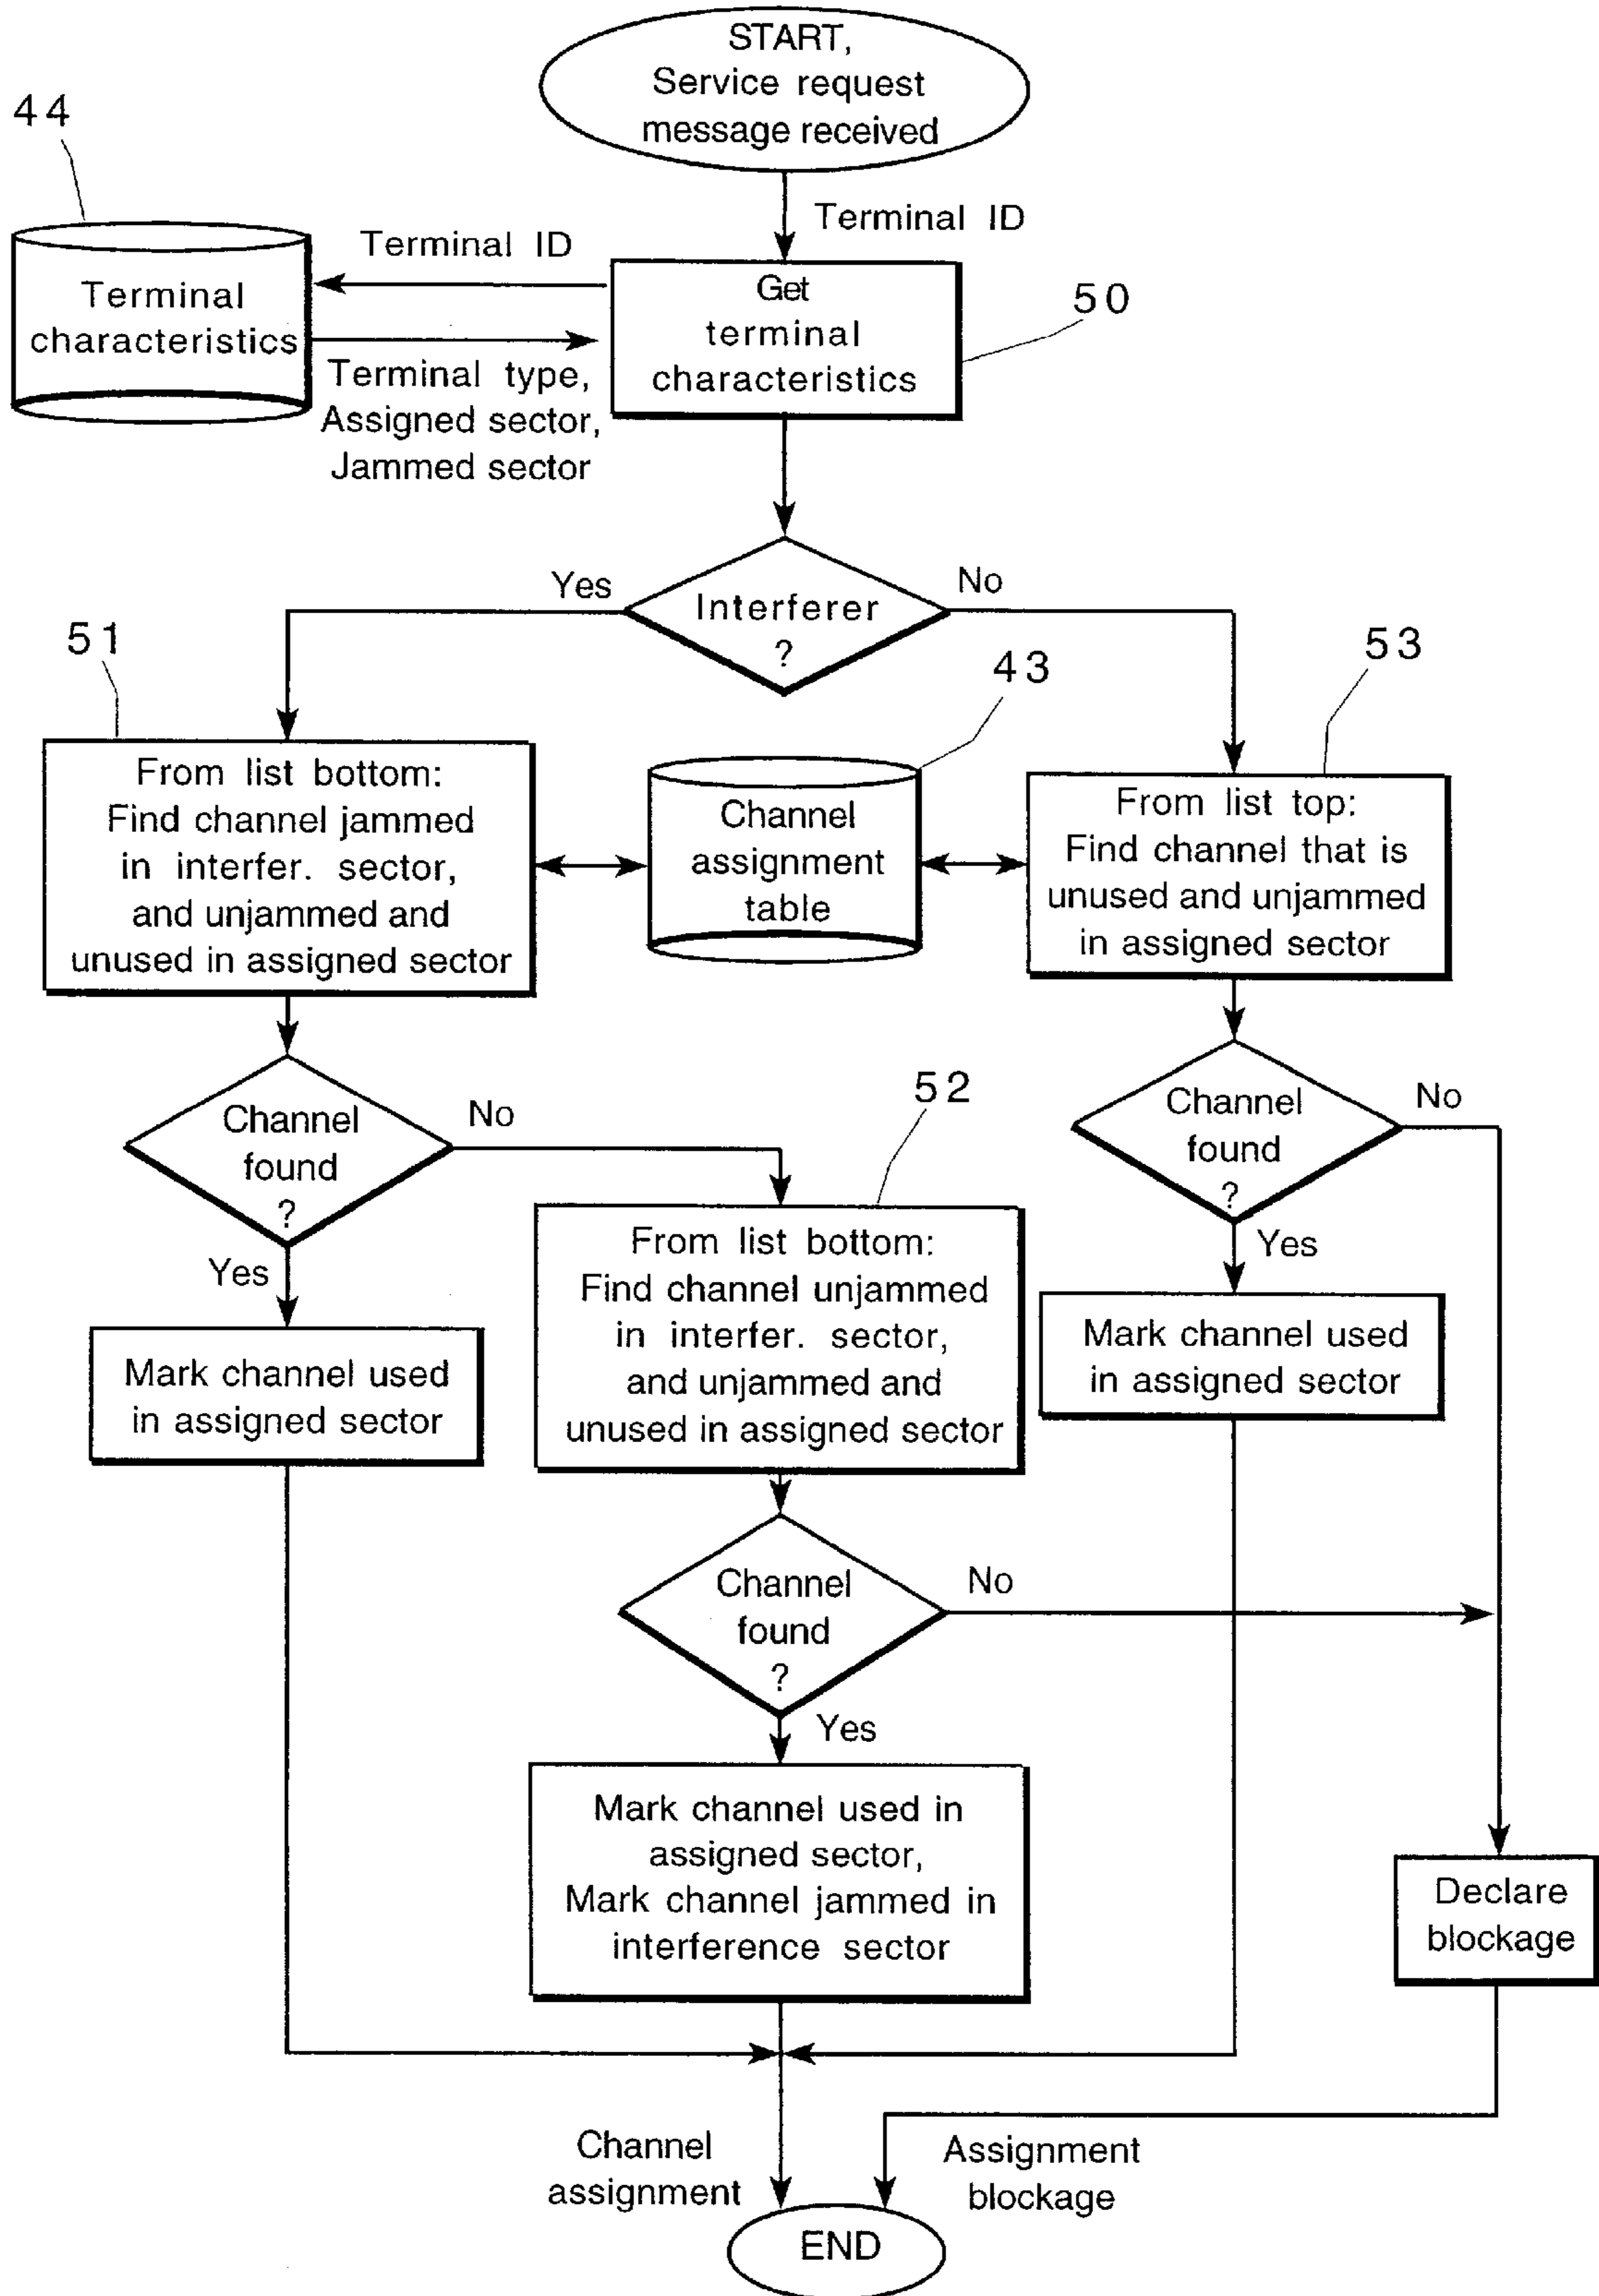 START,
Service request
message received
44
Terminal ID
Terminal ID
Terminal
characteristics
Get
terminal
characteristics
50
Terminal type,
Assigned sector,
Jammed sector
Yes
No
Interferer
?
51
43
53
From list bottom:
Find channel jammed
in interfer. sector,
and unjammed and
unused in assigned sector
Channel
assignment
table
From list top:
Find channel that is
unused and unjammed
in assigned sector
Channel
found
?
No
52
Channel
found
?
No
Yes
Yes
From list bottom:
Find channel unjammed
in interfer. sector,
and unjammed and
unused in assigned sector
Mark channel used
in assigned sector
Mark channel used
in assigned sector
Channel
found
?
No
Yes
Mark channel used in
assigned sector,
Mark channel jammed in
interference sector
Declare
blockage
Channel
assignment
Assignment
blockage
END